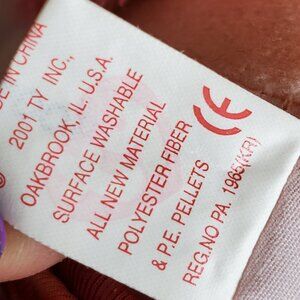 DE IN CHINA
© 2001 TY INC.,
OAKBROOK, IL. U.S.A.
SURFACE WASHABLE
ALL NEW MATERIAL
POLYESTER FIBER
& P.E. PELLETS
REG.NO PA. 1965(KR)
CE